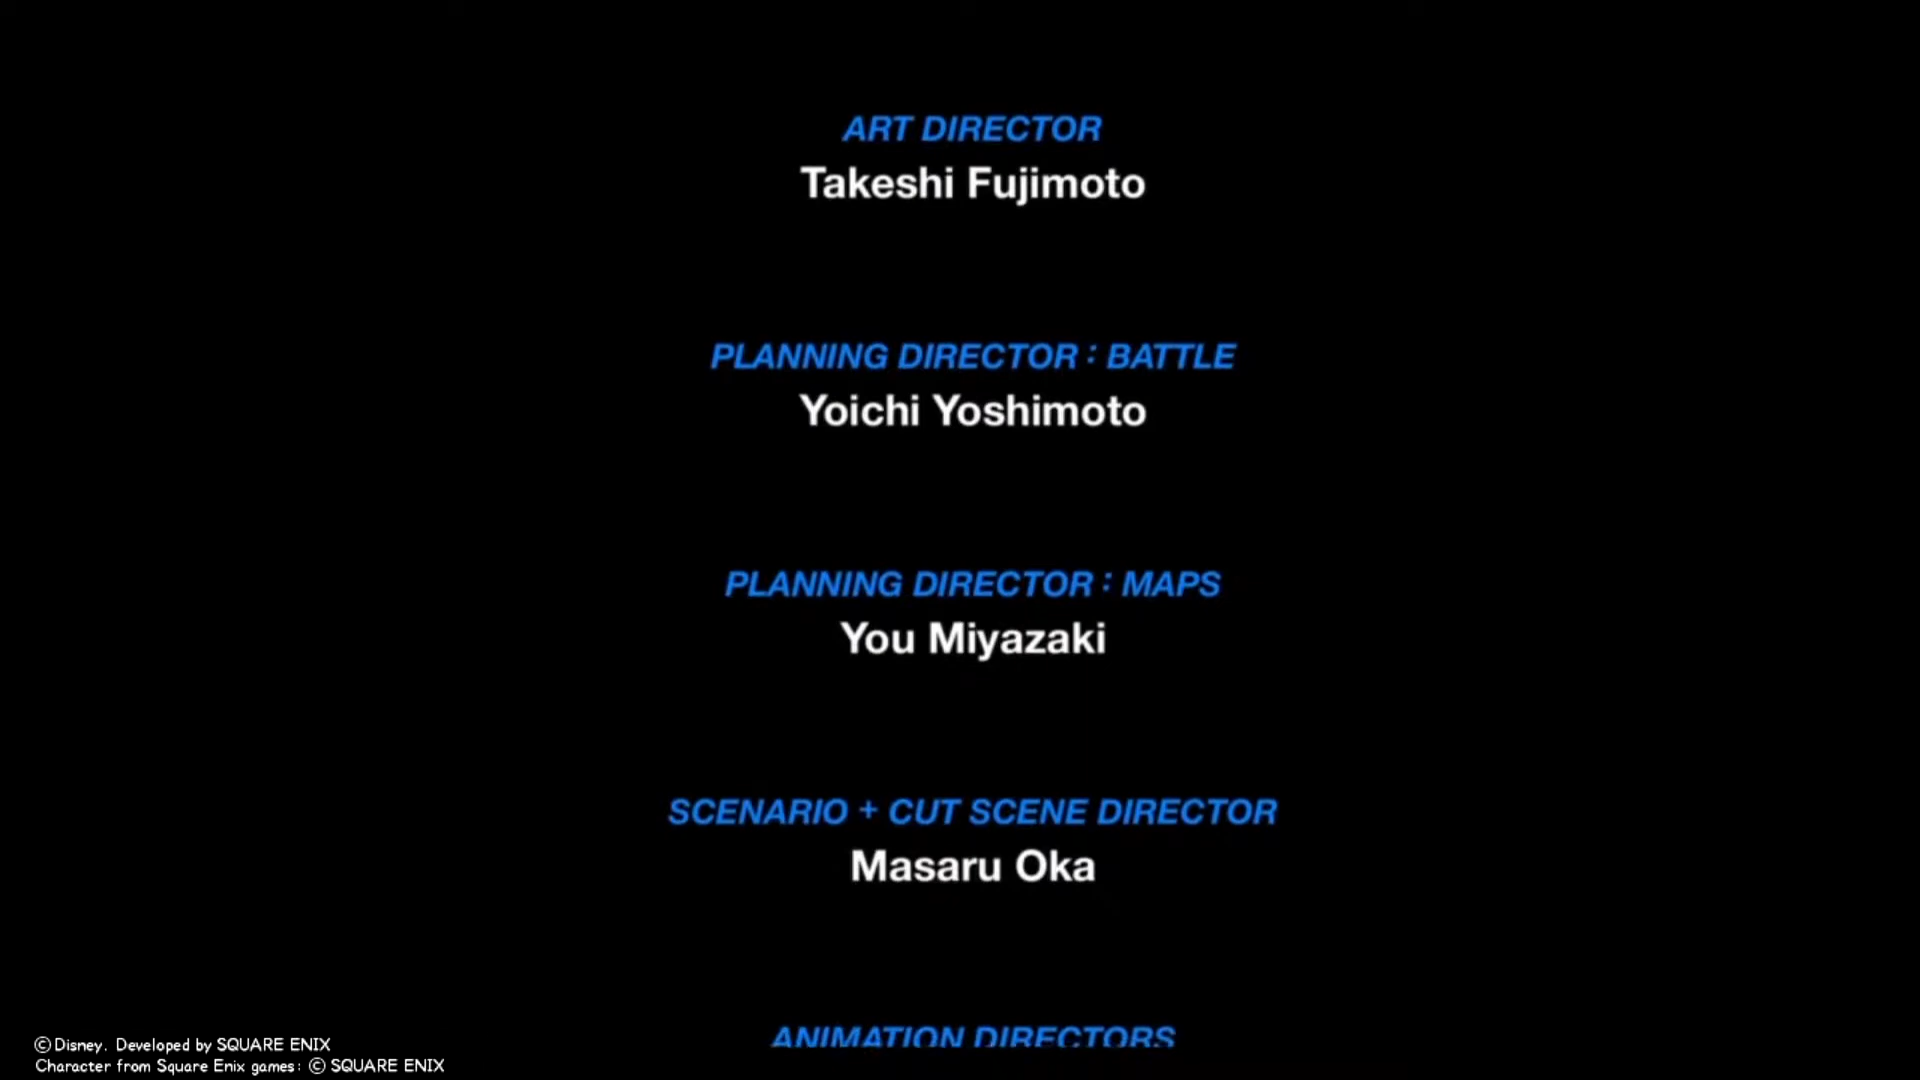 ART DIRECTOR
Takeshi Fujimoto
PLANNING DIRECTOR : BATTLE
Yoichi Yoshimoto
PLANNING DIRECTOR : MAPS
You Miyazaki
SCENARIO + CUT SCENE DIRECTOR
Masaru Oka
ANIMATION DIRECTORS
©Disney. Developed by SQUARE ENIX
Character from Square Enix games: © SQUARE ENIX